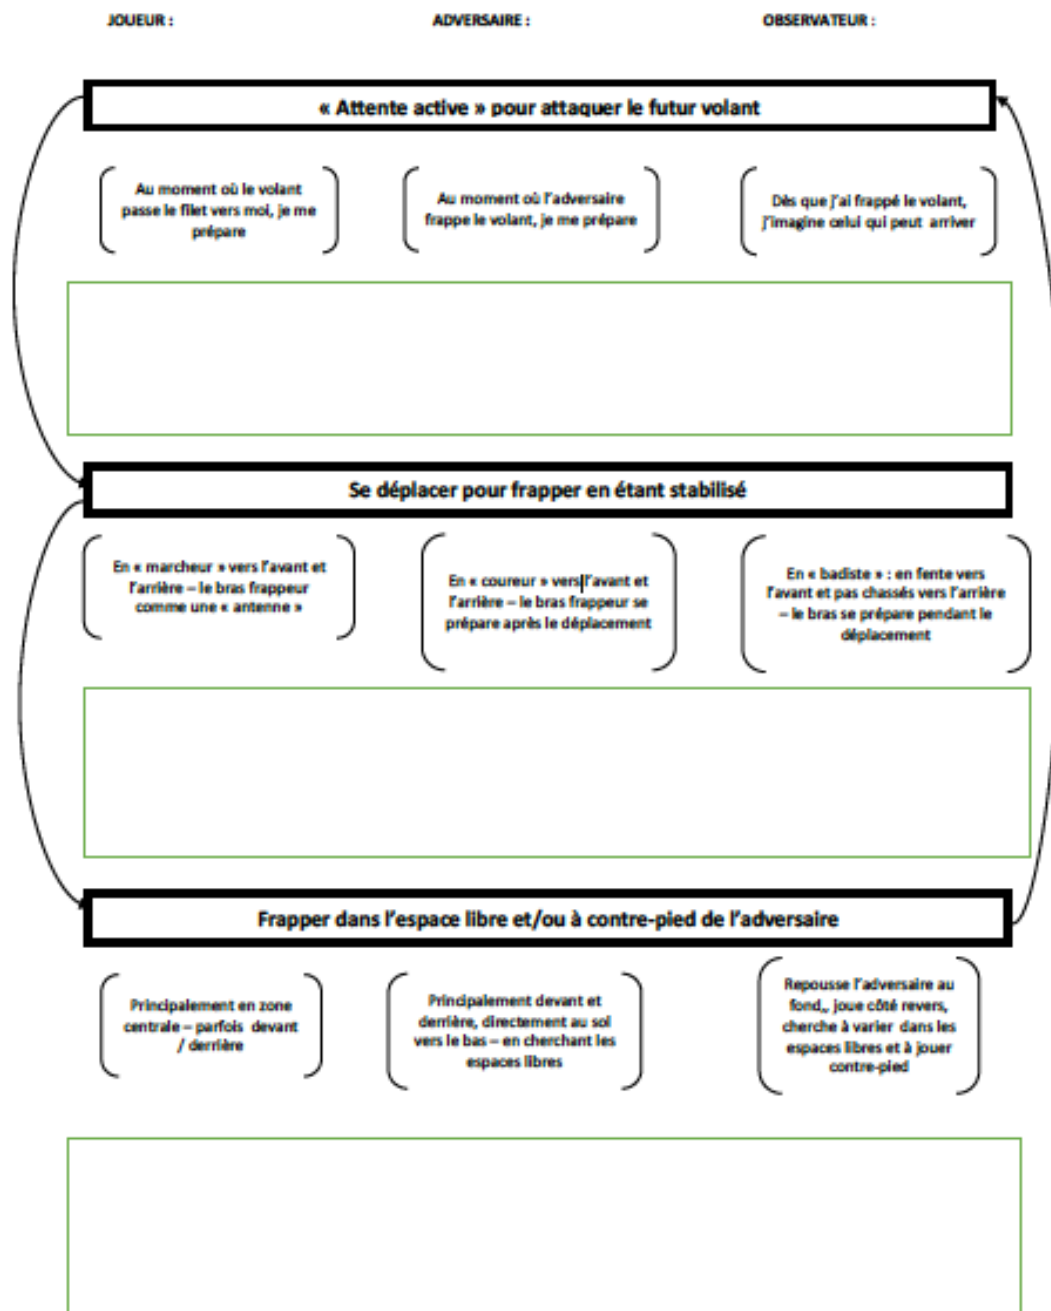 JOUEUR :
ADVERSAIRE :
OBSERVATEUR :
« Attente active » pour attaquer le futur volant
Au moment où le volant
passe le filet vers moi, je me
prépare
Au moment où l'adversaire
frappe le volant, je me prépare
Dès que j'ai frappé le volant,
j'imagine celui qui peut arriver
Se déplacer pour frapper en étant stabilisé
En « marcheur » vers l'avant et
l'arrière – le bras frappeur
comme une « antenne »
En « coureur » vers l'avant et
l'arrière – le bras frappeur se
prépare après le déplacement
En « badiste » : en fente vers
l'avant et pas chassés vers l'arrière
– le bras se prépare pendant le
déplacement
Frapper dans l'espace libre et/ou à contre-pied de l'adversaire
Principalement en zone
centrale – parfois devant
/ derrière
Principalement devant et
derrière, directement au sol
vers le bas – en cherchant les
espaces libres
Repousse l'adversaire au
fond,, joue côté revers,
cherche à varier dans les
espaces libres et à jouer
contre-pied